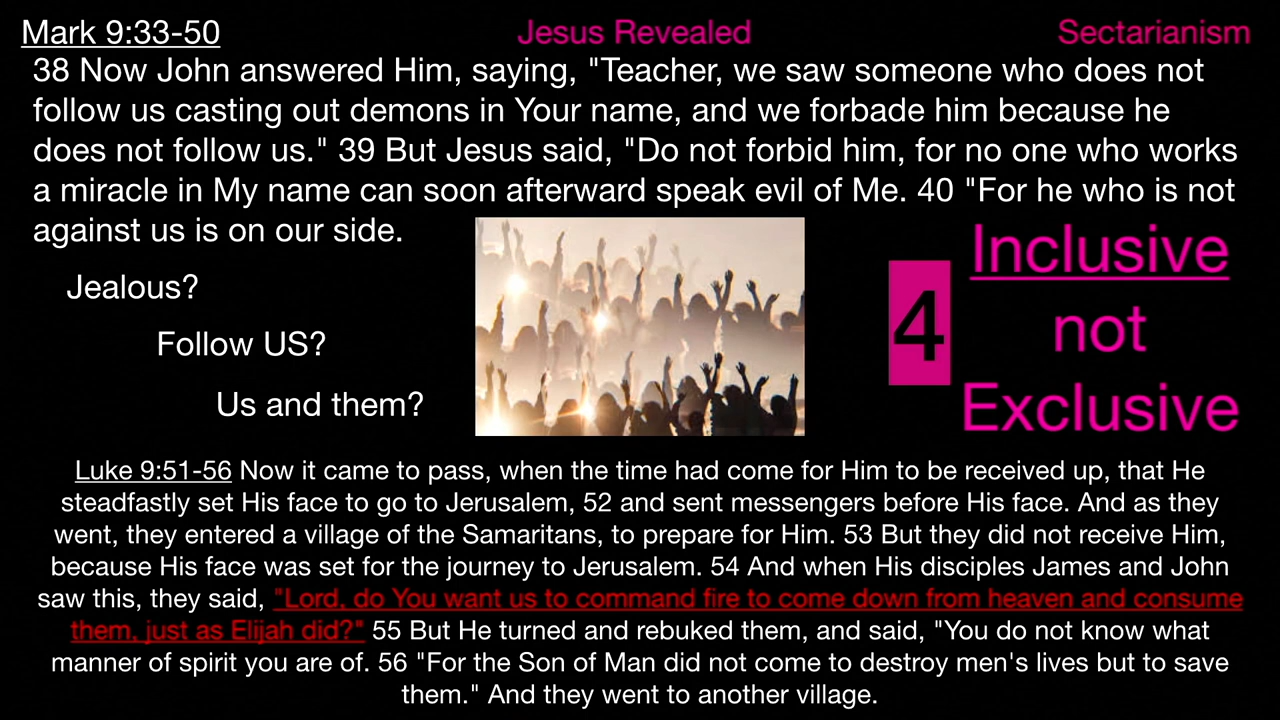 Mark 9:33-50
Jesus Revealed
Sectarianism
38 Now John answered Him, saying, "Teacher, we saw someone who does not
follow us casting out demons in Your name, and we forbade him because he
does not follow us." 39 But Jesus said, "Do not forbid him, for no one who works
a miracle in My name can soon afterward speak evil of Me. 40 "For he who is not
against us is on our side.
Jealous?
Follow US?
Us and them?
4
Inclusive
not
Exclusive
Luke 9:51-56 Now it came to pass, when the time had come for Him to be received up, that He
steadfastly set His face to go to Jerusalem, 52 and sent messengers before His face. And as they
went, they entered a village of the Samaritans, to prepare for Him. 53 But they did not receive Him,
because His face was set for the journey to Jerusalem. 54 And when His disciples James and John
saw this, they said, "Lord, do You want us to command fire to come down from heaven and consume
them, just as Elijah did?" 55 But He turned and rebuked them, and said, "You do not know what
manner of spirit you are of. 56 "For the Son of Man did not come to destroy men's lives but to save
them." And they went to another village.